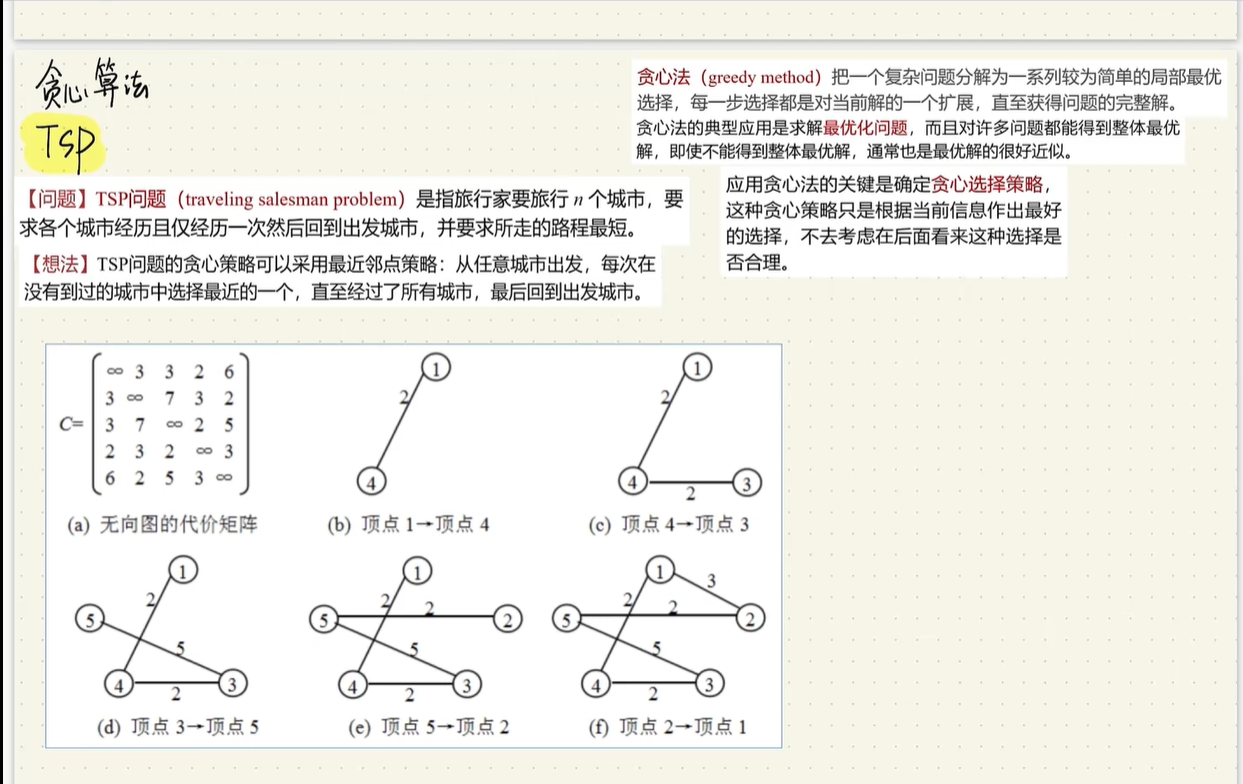 贪心算法
TSP
贪心法（greedy method）把一个复杂问题分解为一系列较为简单的局部最优
选择，每一步选择都是对当前解的一个扩展，直至获得问题的完整解。
贪心法的典型应用是求解最优化问题，而且对许多问题都能得到整体最优
解，即使不能得到整体最优解，通常也是最优解的很好近似。
【问题】TSP问题（traveling salesman problem）是指旅行家要旅行 n 个城市，要
求各个城市经历且仅经历一次然后回到出发城市，并要求所走的路程最短。
【想法】TSP问题的贪心策略可以采用最近邻点策略：从任意城市出发，每次在
没有到过的城市中选择最近的一个，直至经过了所有城市，最后回到出发城市。
应用贪心法的关键是确定贪心选择策略，
这种贪心策略只是根据当前信息作出最好
的选择，不去考虑在后面看来这种选择是
否合理。
∞ 3 3 2 6
3 ∞ 7 3 2
C= 3 7 ∞ 2 5
2 3 2 ∞ 3
6 2 5 3 ∞
(a) 无向图的代价矩阵
1
2
4
(b) 顶点 1→顶点 4
1
2
4
2
3
(c) 顶点 4→顶点 3
1
2
5
5
4
2
3
(d) 顶点 3→顶点 5
1
2
2
5
2
5
4
2
3
(e) 顶点 5→顶点 2
1
3
2
2
5
2
5
4
2
3
(f) 顶点 2→顶点 1